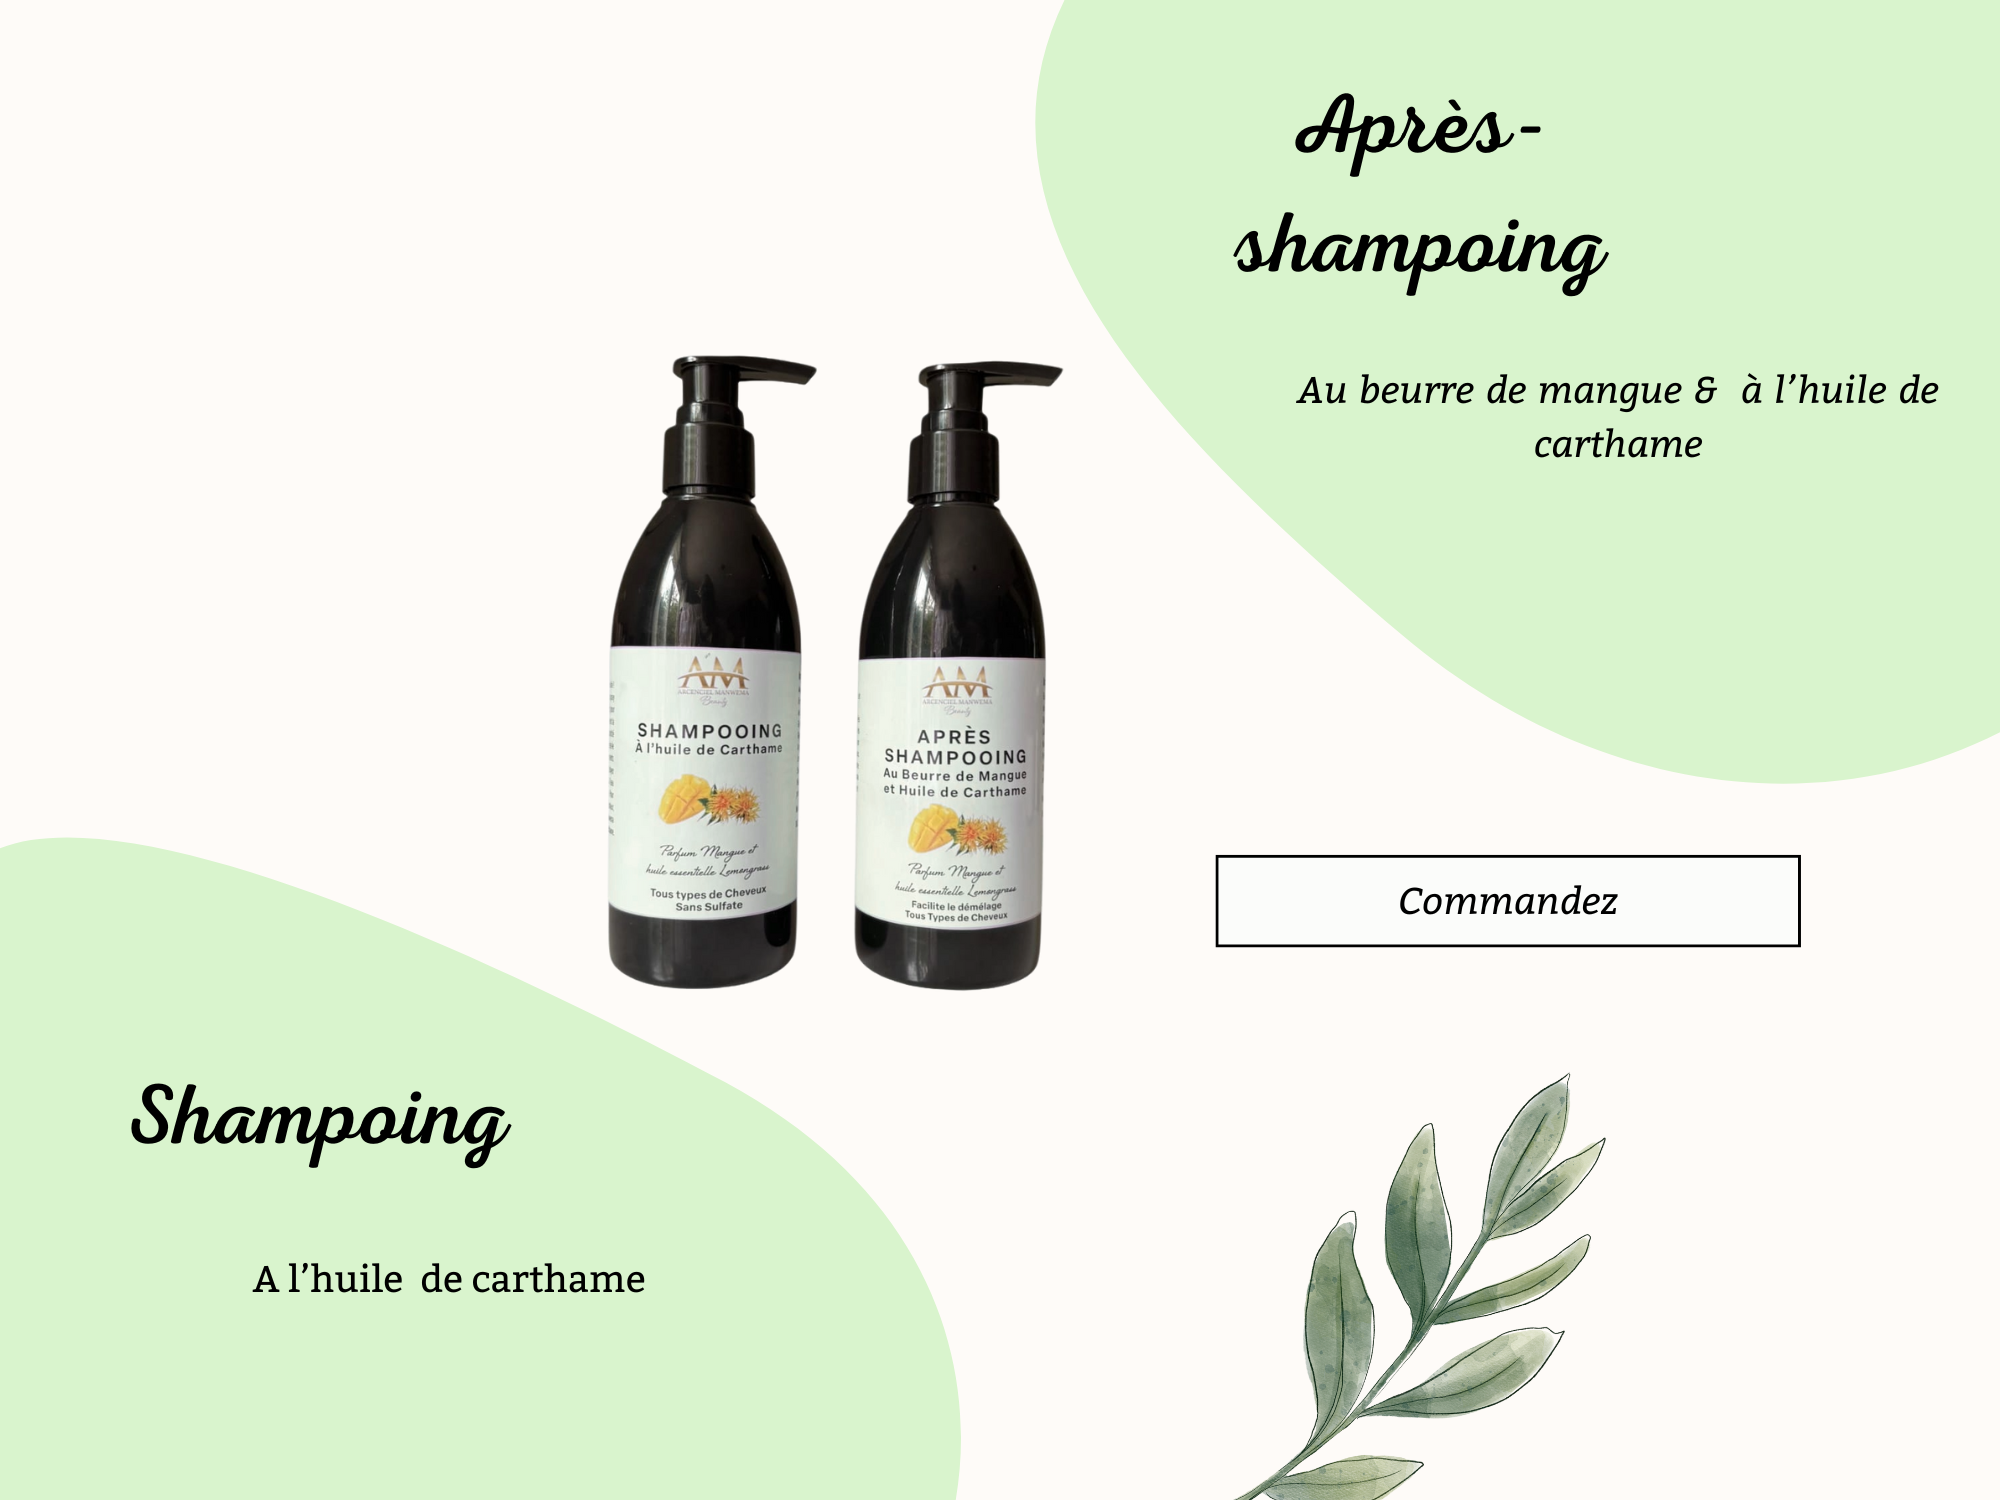 Après-
shampoing
Au beurre de mangue & à l’huile de
carthame
AM
ARCENCIEL MANWEMA
Beauty
SHAMPOOING
À l'huile de Carthame
Parfum Mangue et
huile essentielle Lemongrass
Tous types de Cheveux
Sans Sulfate
AM
ARCENCIEL MANWEMA
Beauty
APRÈS
SHAMPOOING
Au Beurre de Mangue
et Huile de Carthame
Parfum Mangue et
huile essentielle Lemongrass
Facilite le démélage
Tous Types de Cheveux
Commandez
Shampoing
A l’huile de carthame